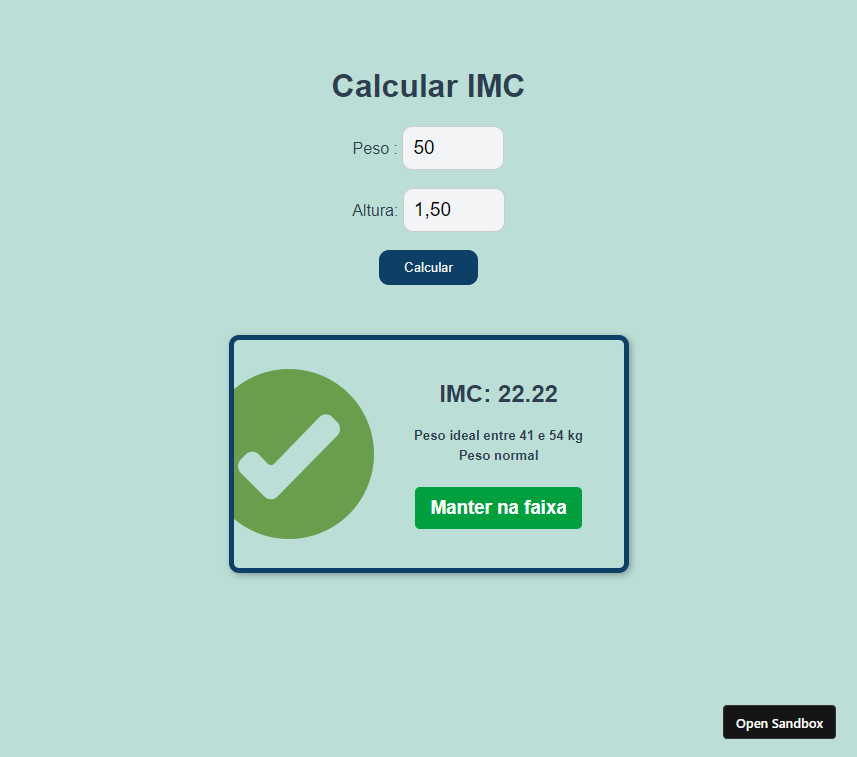 Calcular IMC
Peso : 50
Altura: 1,50
Calcular
IMC: 22.22
Peso ideal entre 41 e 54 kg
Peso normal
Manter na faixa
Open Sandbox